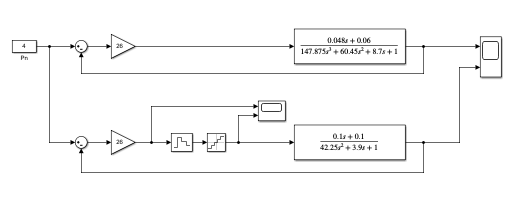 4
Pn
26
0.048s + 0.06
147.875s³ + 60.45s² + 8.7s + 1
26
0.1s + 0.1
42.25s² + 3.9s + 1